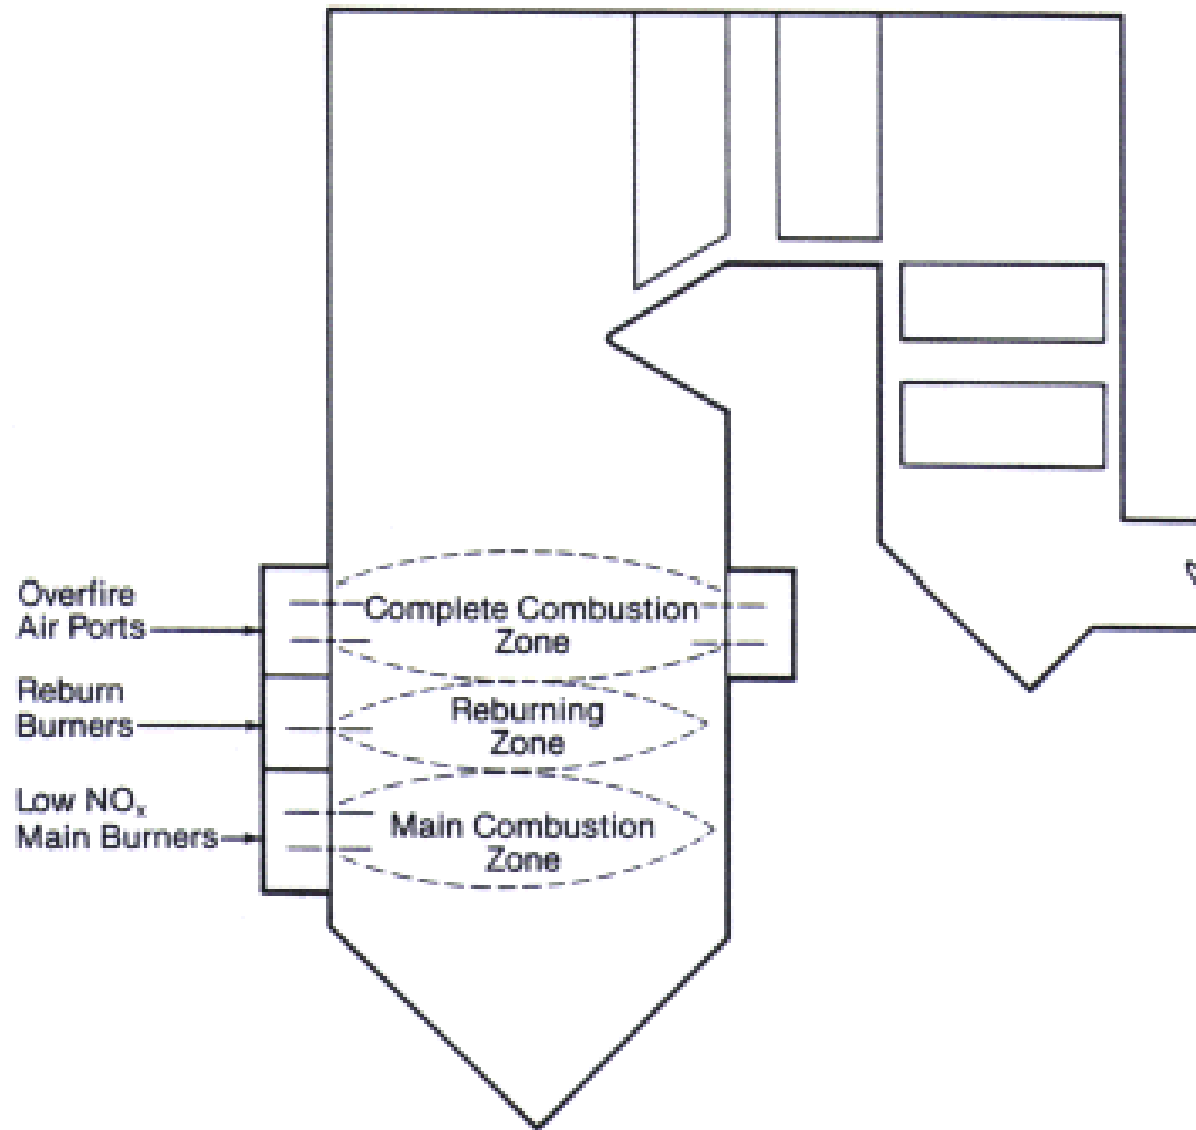 Overfire
Air Ports
Complete Combustion
Zone
Reburn
Burners
Reburning
Zone
Low NOₓ
Main Burners
Main Combustion
Zone